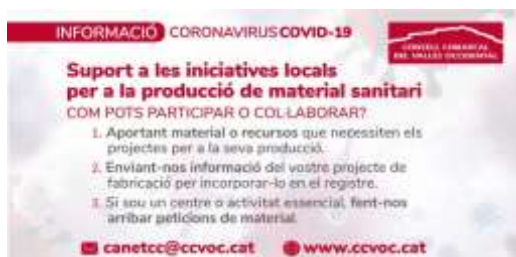 INFORMACIÓ CORONAVIRUS COVID-19
CONSELL COMARCAL
DEL VALLÈS OCCIDENTAL
Suport a les iniciatives locals
per a la producció de material sanitari
COM POTS PARTICIPAR O COL·LABORAR?
1. Aportant material o recursos que necessiten els
projectes per a la seva producció.
2. Enviant-nos informació del vostre projecte de
fabricació per incorporar-lo en el registre.
3. Si sou un centre o activitat essencial, fent-nos
arribar peticions de material
canetcc@ccvoc.cat www.ccvoc.cat